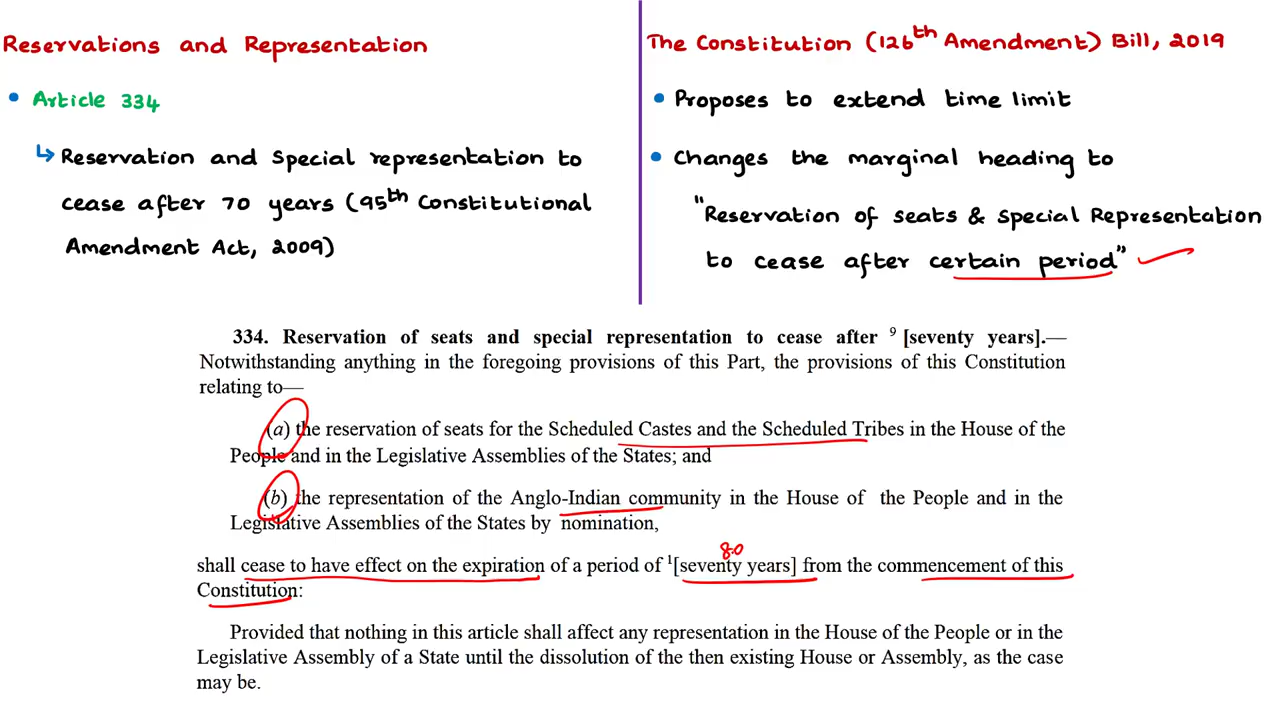 Reservations and Representation
• Article 334
↳ Reservation and special representation to
cease after 70 years (95th Constitutional
Amendment Act, 2009)
The Constitution (126th Amendment) Bill, 2019
• Proposes to extend time limit
• Changes the marginal heading to
"Reservation of seats & special Representation
to cease after certain period"
334. Reservation of seats and special representation to cease after 9 [seventy years].—
Notwithstanding anything in the foregoing provisions of this Part, the provisions of this Constitution
relating to—
(a) the reservation of seats for the Scheduled Castes and the Scheduled Tribes in the House of the
People and in the Legislative Assemblies of the States; and
(b) the representation of the Anglo-Indian community in the House of the People and in the
Legislative Assemblies of the States by nomination,
80
shall cease to have effect on the expiration of a period of 1[seventy years] from the commencement of this
Constitution:
Provided that nothing in this article shall affect any representation in the House of the People or in the
Legislative Assembly of a State until the dissolution of the then existing House or Assembly, as the case
may be.